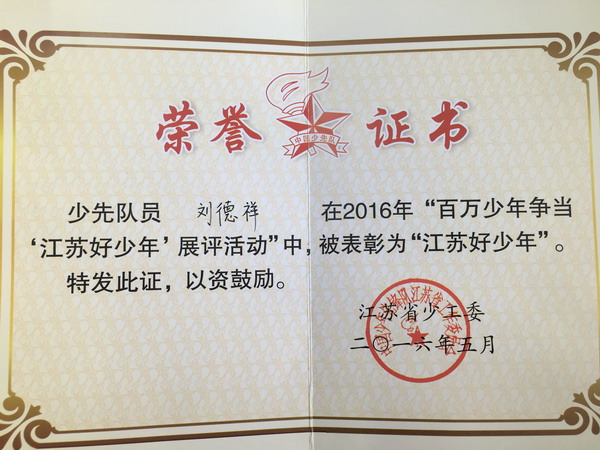 荣誉证书
中国少先队
少先队员 刘德祥 在2016年“百万少年争当
‘江苏好少年’展评活动”中，被表彰为“江苏好少年”。
特发此证，以资鼓励。
江苏省少工委
二〇一六年五月